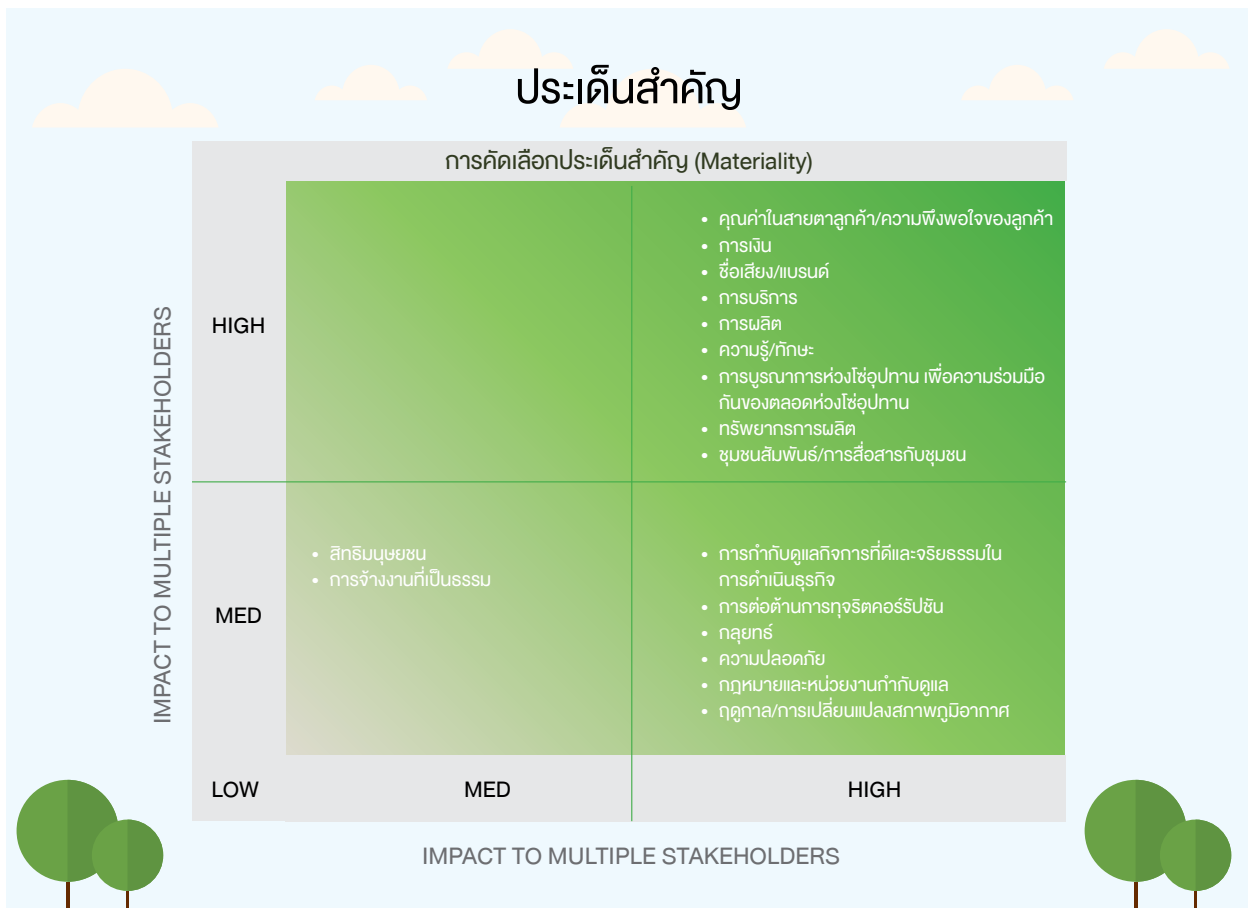 ประเด็นสำคัญ
การคัดเลือกประเด็นสำคัญ (Materiality)
IMPACT TO MULTIPLE STAKEHOLDERS
HIGH
• คุณค่าในสายตาลูกค้า/ความพึงพอใจของลูกค้า
• การเงิน
• ชื่อเสียง/แบรนด์
• การบริการ
• การผลิต
• ความรู้/ทักษะ
• การบูรณาการห่วงโซ่อุปทาน เพื่อความร่วมมือ
กันของตลอดห่วงโซ่อุปทาน
• ทรัพยากรการผลิต
• ชุมชนสัมพันธ์/การสื่อสารกับชุมชน
MED
• สิทธิมนุษยชน
• การจ้างงานที่เป็นธรรม
• การกำกับดูแลกิจการที่ดีและจริยธรรมใน
การดำเนินธุรกิจ
• การต่อต้านการทุจริตคอร์รัปชัน
• กลุยทธ์
• ความปลอดภัย
• กฎหมายและหน่วยงานกำกับดูแล
• ฤดูกาล/การเปลี่ยนแปลงสภาพภูมิอากาศ
LOW
MED
HIGH
IMPACT TO MULTIPLE STAKEHOLDERS